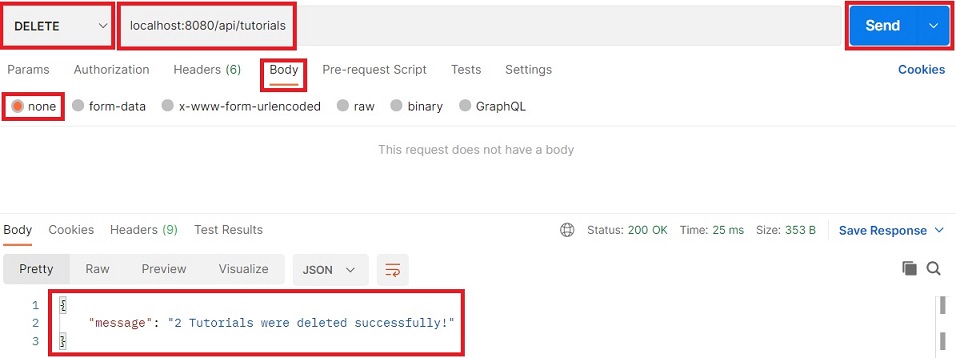 DELETE localhost:8080/api/tutorials Send
Params Authorization Headers (6) Body Pre-request Script Tests Settings Cookies
none form-data x-www-form-urlencoded raw binary GraphQL
This request does not have a body
Body Cookies Headers (9) Test Results Status: 200 OK Time: 25 ms Size: 353 B Save Response
Pretty Raw Preview Visualize JSON
1 {
2 "message": "2 Tutorials were deleted successfully!"
3 }